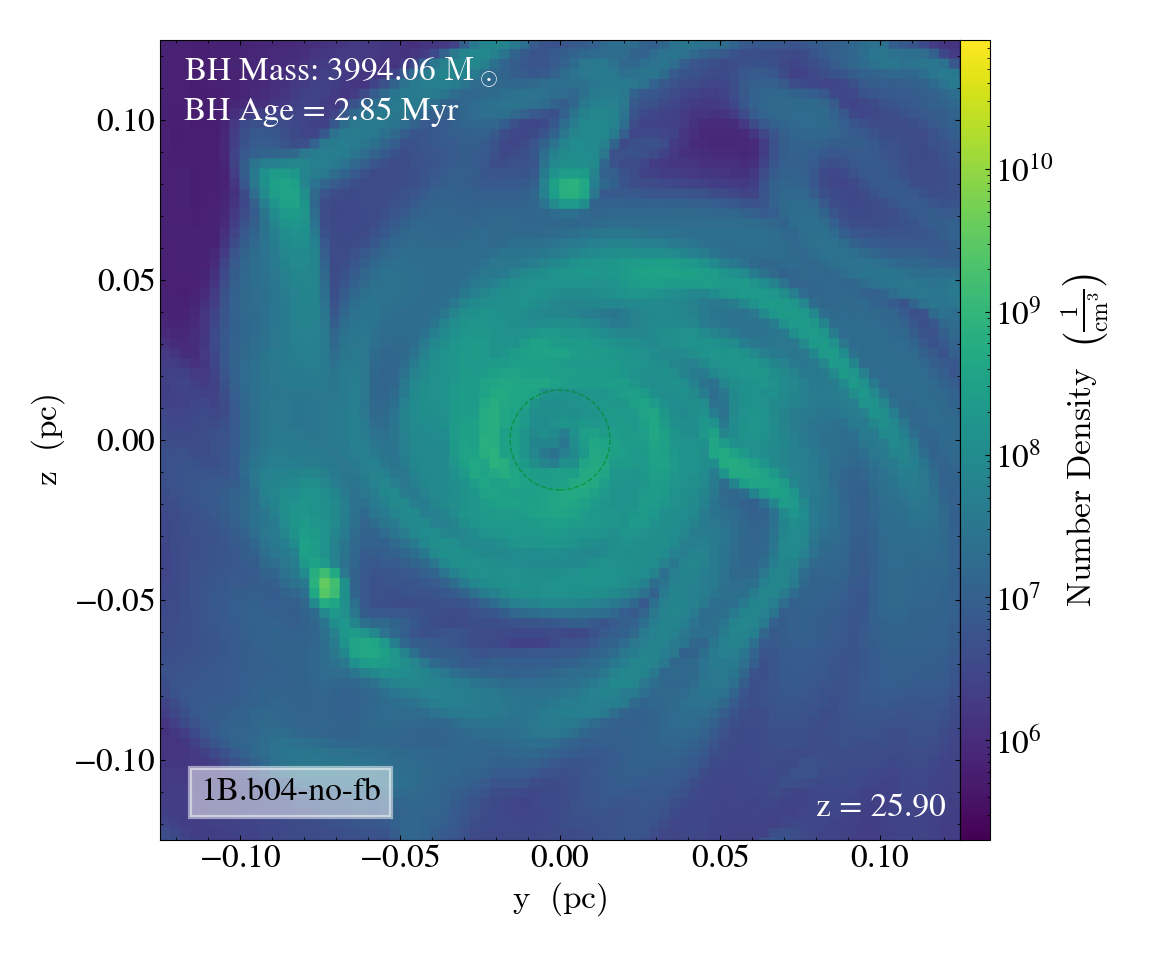 BH Mass: 3994.06 M⊙
BH Age = 2.85 Myr
0.10
0.05
0.00
−0.05
−0.10
z (pc)
1B.b04-no-fb
z = 25.90
−0.10 −0.05 0.00 0.05 0.10
y (pc)
10¹⁰
10⁹
10⁸
10⁷
10⁶
Number Density (1/cm³)